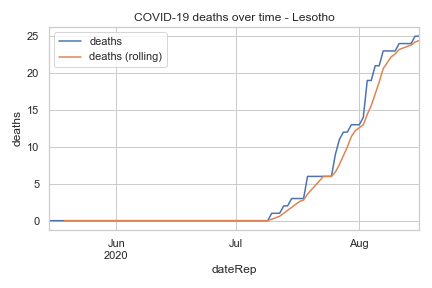 COVID-19 deaths over time - Lesotho
deaths
deaths (rolling)
25
20
15
10
5
0
deaths
Jun
2020
Jul
Aug
dateRep